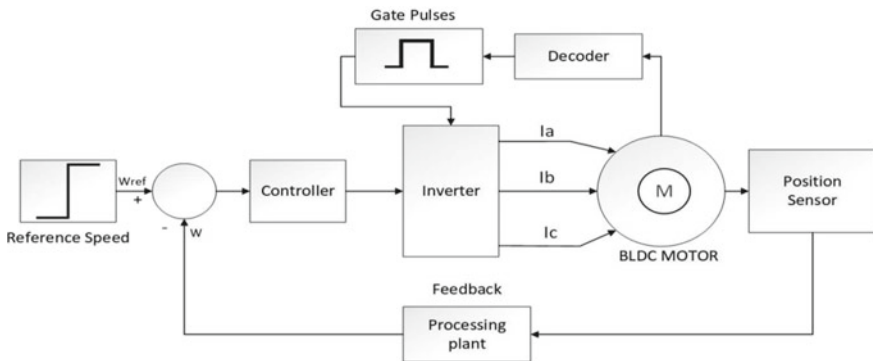 Gate Pulses
Decoder
Ia
Wref
+
Controller
Inverter
Ib
M
Position
Sensor
-
W
Reference Speed
Ic
BLDC MOTOR
Feedback
Processing
plant